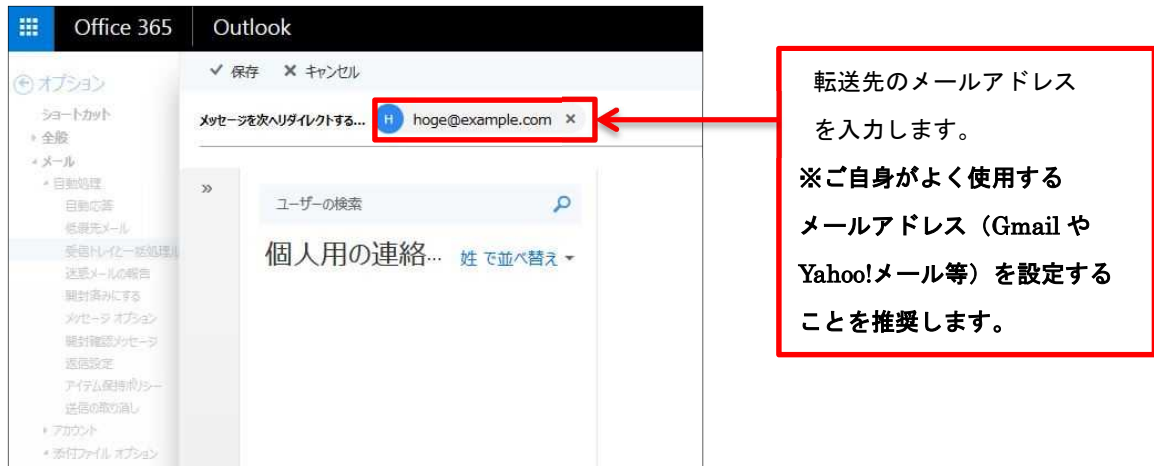 Office 365 Outlook
保存 キャンセル
オプション
ショートカット
全般
メール
自動処理
自動応答
低優先メール
受信トレイと一括処理ル
迷惑メールの報告
開封済みにする
メッセージ オプション
開封確認メッセージ
返信設定
アイテム保持ポリシー
送信の取り消し
アカウント
添付ファイル オプション
メッセージを次へリダイレクトする... H hoge@example.com ×
»
ユーザーの検索
個人用の連絡... 姓 で並べ替え
転送先のメールアドレス
を入力します。
※ご自身がよく使用する
メールアドレス（Gmail や
Yahoo!メール等）を設定する
ことを推奨します。